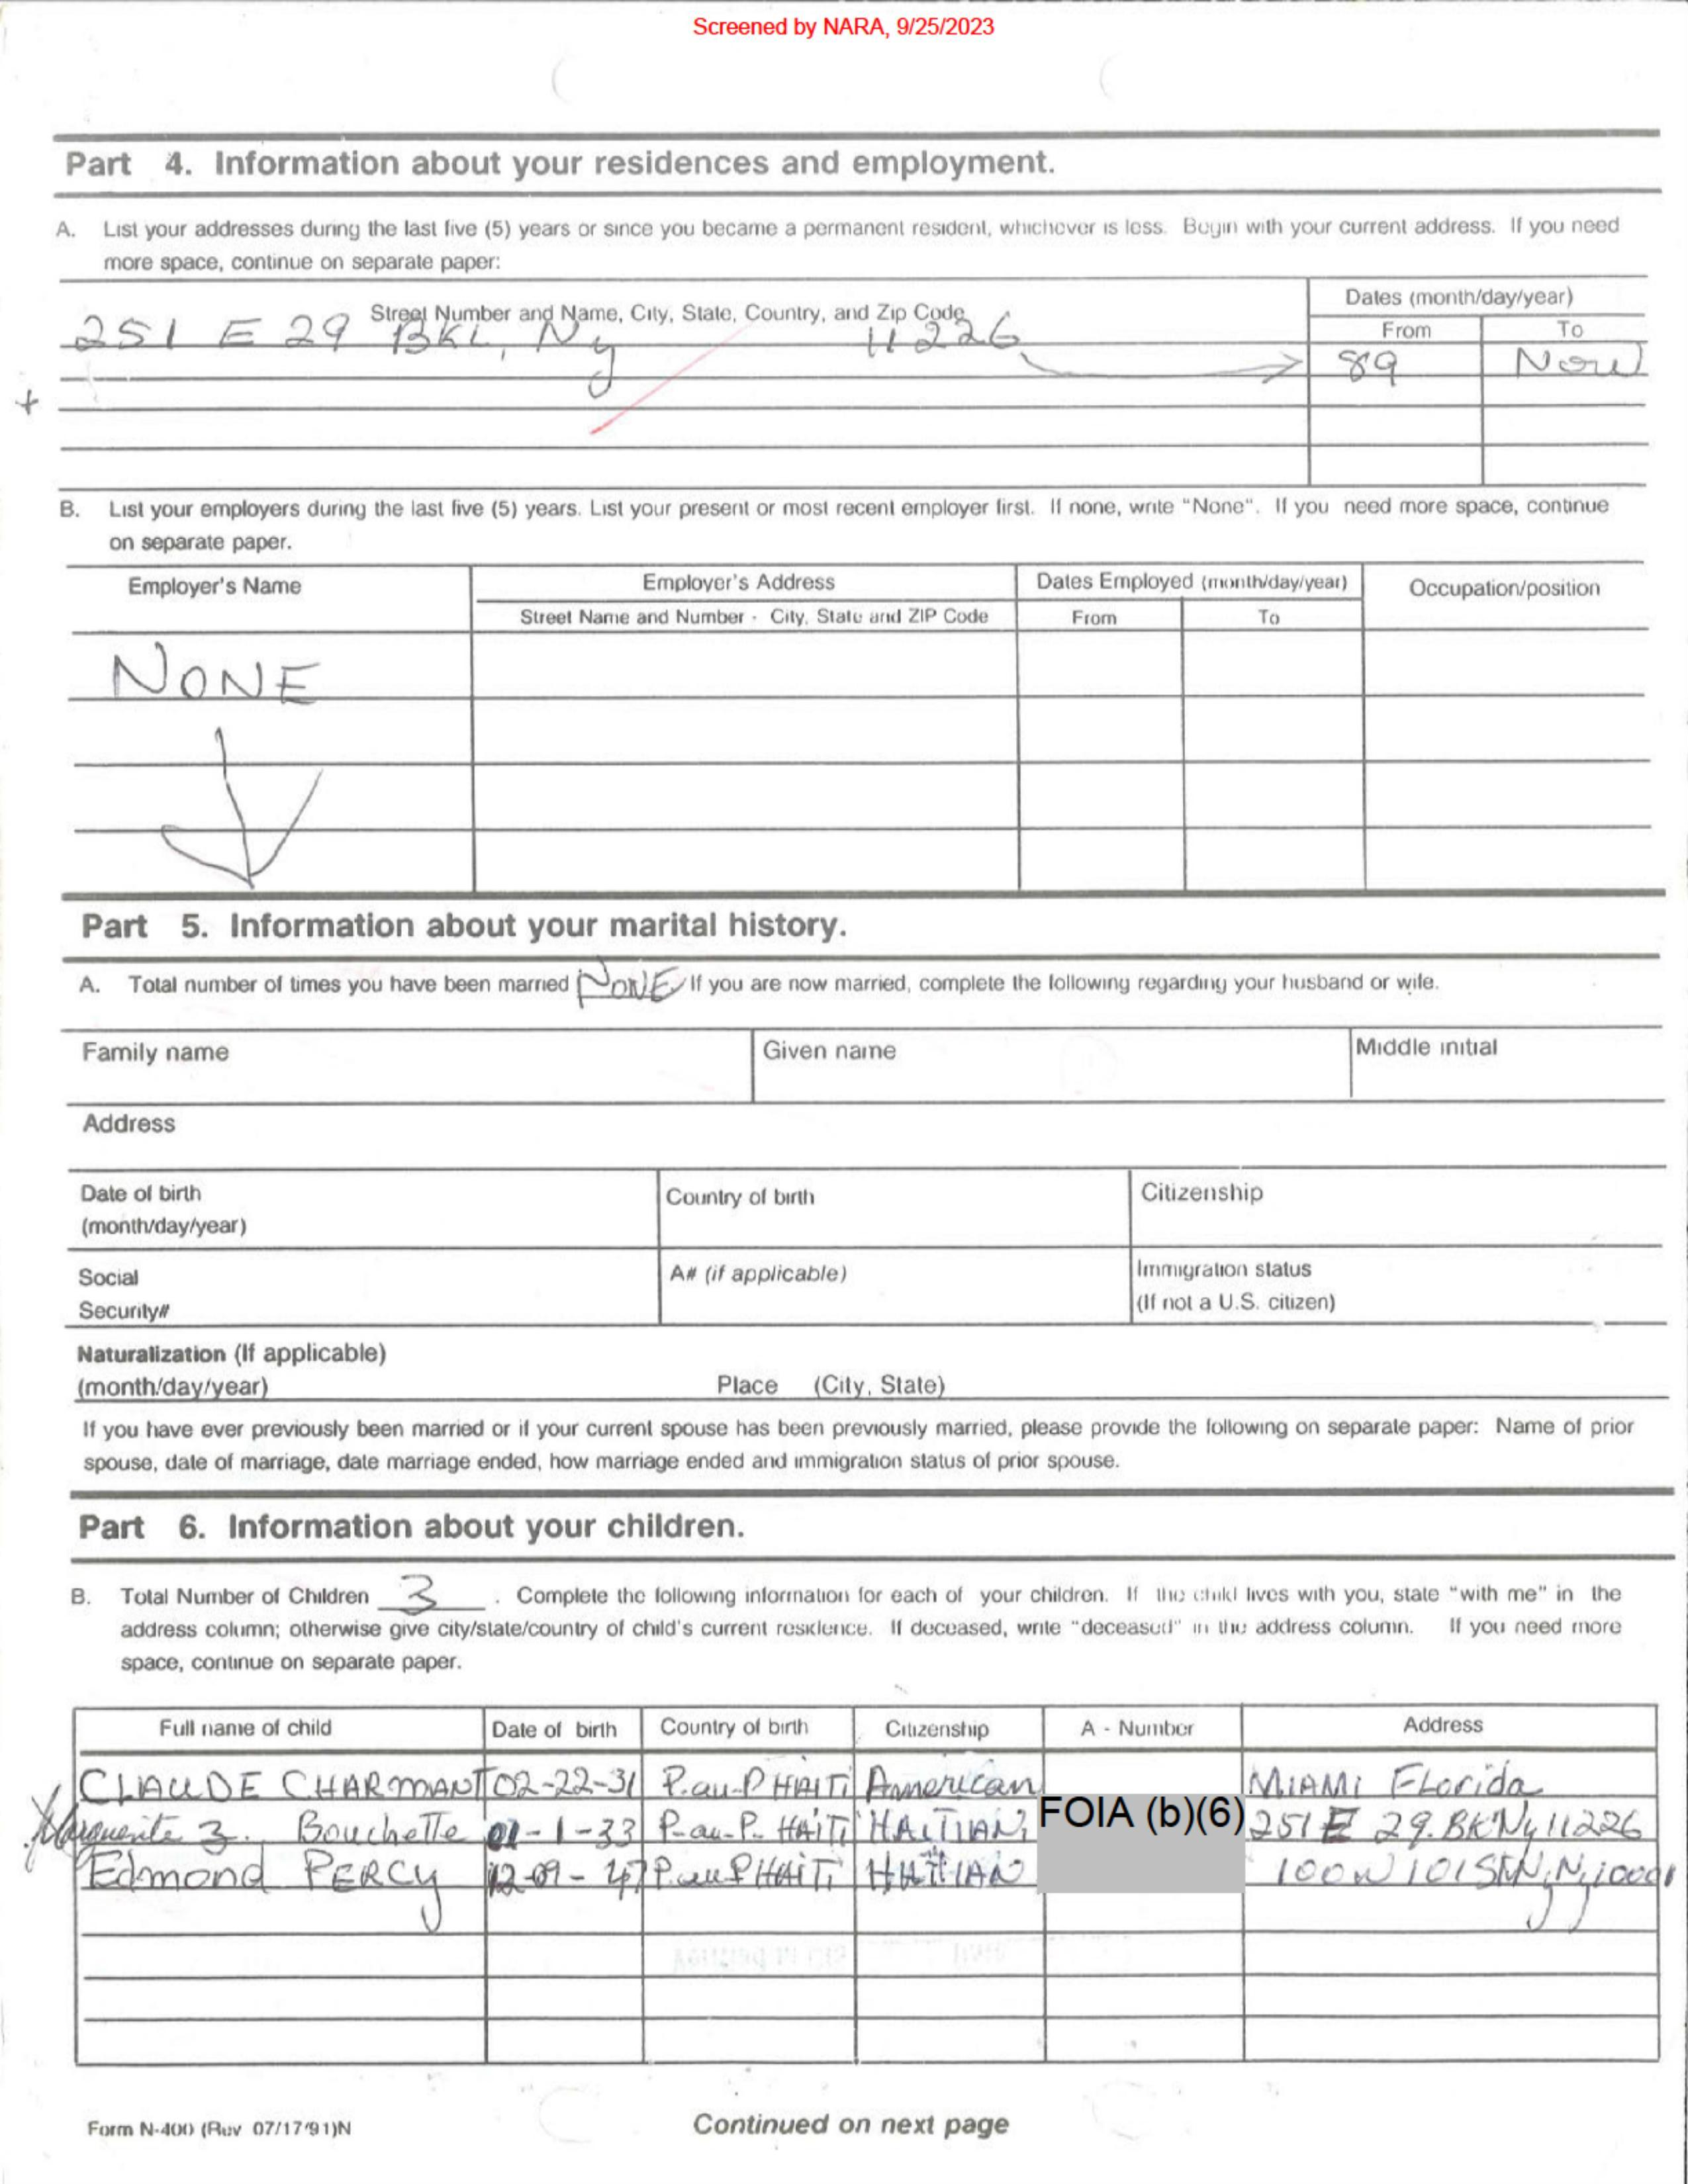 Screened by NARA, 9/25/2023
Part 4. Information about your residences and employment.
A. List your addresses during the last five (5) years or since you became a permanent resident, whichever is less. Begin with your current address. If you need
more space, continue on separate paper:
Street Number and Name, City, State, Country, and Zip Code
Dates (month/day/year)
From To
251 E 29 BKL, Ny 11226
89 Now
B. List your employers during the last five (5) years. List your present or most recent employer first. If none, write "None". If you need more space, continue
on separate paper.
Employer's Name Employer's Address Dates Employed (month/day/year) Occupation/position
Street Name and Number - City, State and ZIP Code From To
NONE
Part 5. Information about your marital history.
A. Total number of times you have been married NONE If you are now married, complete the following regarding your husband or wife.
Family name Given name Middle initial
Address
Date of birth Country of birth Citizenship
(month/day/year)
Social A# (if applicable) Immigration status
Security# (If not a U.S. citizen)
Naturalization (If applicable)
(month/day/year) Place (City, State)
If you have ever previously been married or if your current spouse has been previously married, please provide the following on separate paper: Name of prior
spouse, date of marriage, date marriage ended, how marriage ended and immigration status of prior spouse.
Part 6. Information about your children.
B. Total Number of Children 3 . Complete the following information for each of your children. If the child lives with you, state "with me" in the
address column; otherwise give city/state/country of child's current residence. If deceased, write "deceased" in the address column. If you need more
space, continue on separate paper.
Full name of child Date of birth Country of birth Citizenship A - Number Address
CLAUDE CHARMANT 02-22-31 P.au-P HAITI American MIAMI FLorida
Marguerite 3. Bouchette 1-33 P-au-P. HAITI HAITIAN FOIA (b)(6) 251 E 29. BK Ny 11226
Edmond PERCy 12-09-47 P.au P HAITI HAITIAN 100 W 101 St
Form N-400 (Rev 07/17/91)N Continued on next page